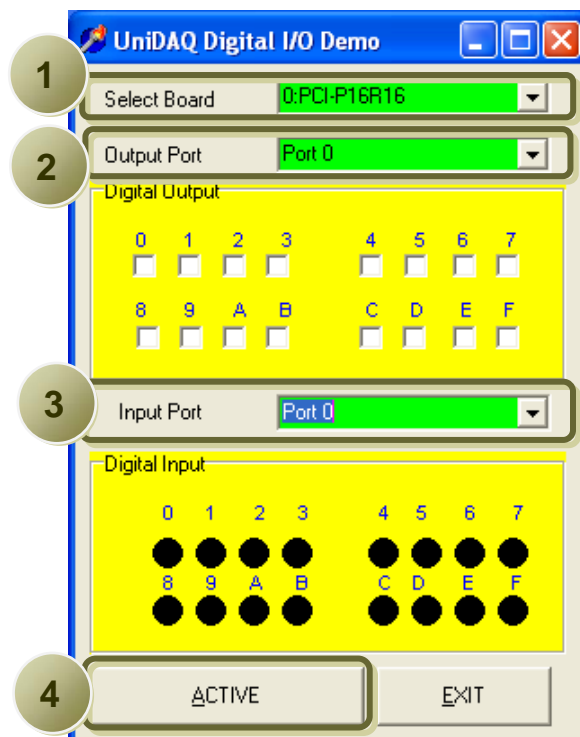 UniDAQ Digital I/O Demo
1
Select Board 0:PCI-P16R16
2
Output Port Port 0
Digital Output
0 1 2 3 4 5 6 7
8 9 A B C D E F
3
Input Port Port 0
Digital Input
0 1 2 3 4 5 6 7
8 9 A B C D E F
4
ACTIVE EXIT